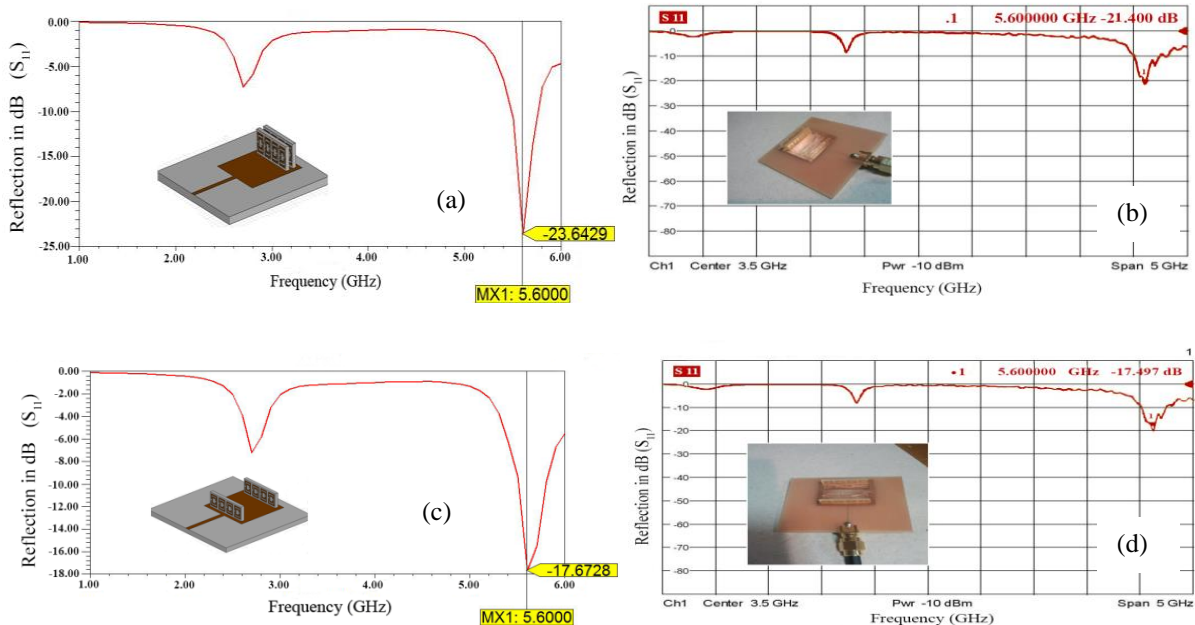 0.00
-5.00
-10.00
-15.00
-20.00
-25.00
Reflection in dB (S11)
1.00 2.00 3.00 4.00 5.00 6.00
Frequency (GHz)
(a)
-23.6429
MX1: 5.6000
S 11
.1 5.600000 GHz -21.400 dB
0
-10
-20
-30
-40
-50
-60
-70
-80
Reflection in dB (S11)
1
(b)
Ch1 Center 3.5 GHz Pwr -10 dBm Span 5 GHz
Frequency (GHz)
0.00
-2.00
-4.00
-6.00
-8.00
-10.00
-12.00
-14.00
-16.00
-18.00
Reflection in dB (S11)
1.00 2.00 3.00 4.00 5.00 6.00
Frequency (GHz)
(c)
-17.6728
MX1: 5.6000
1
S 11
•1 5.600000 GHz -17.497 dB
0
-10
-20
-30
-40
-50
-60
-70
-80
Reflection in dB (S11)
1
(d)
Ch1 Center 3.5 GHz Pwr -10 dBm Span 5 GHz
Frequency (GHz)